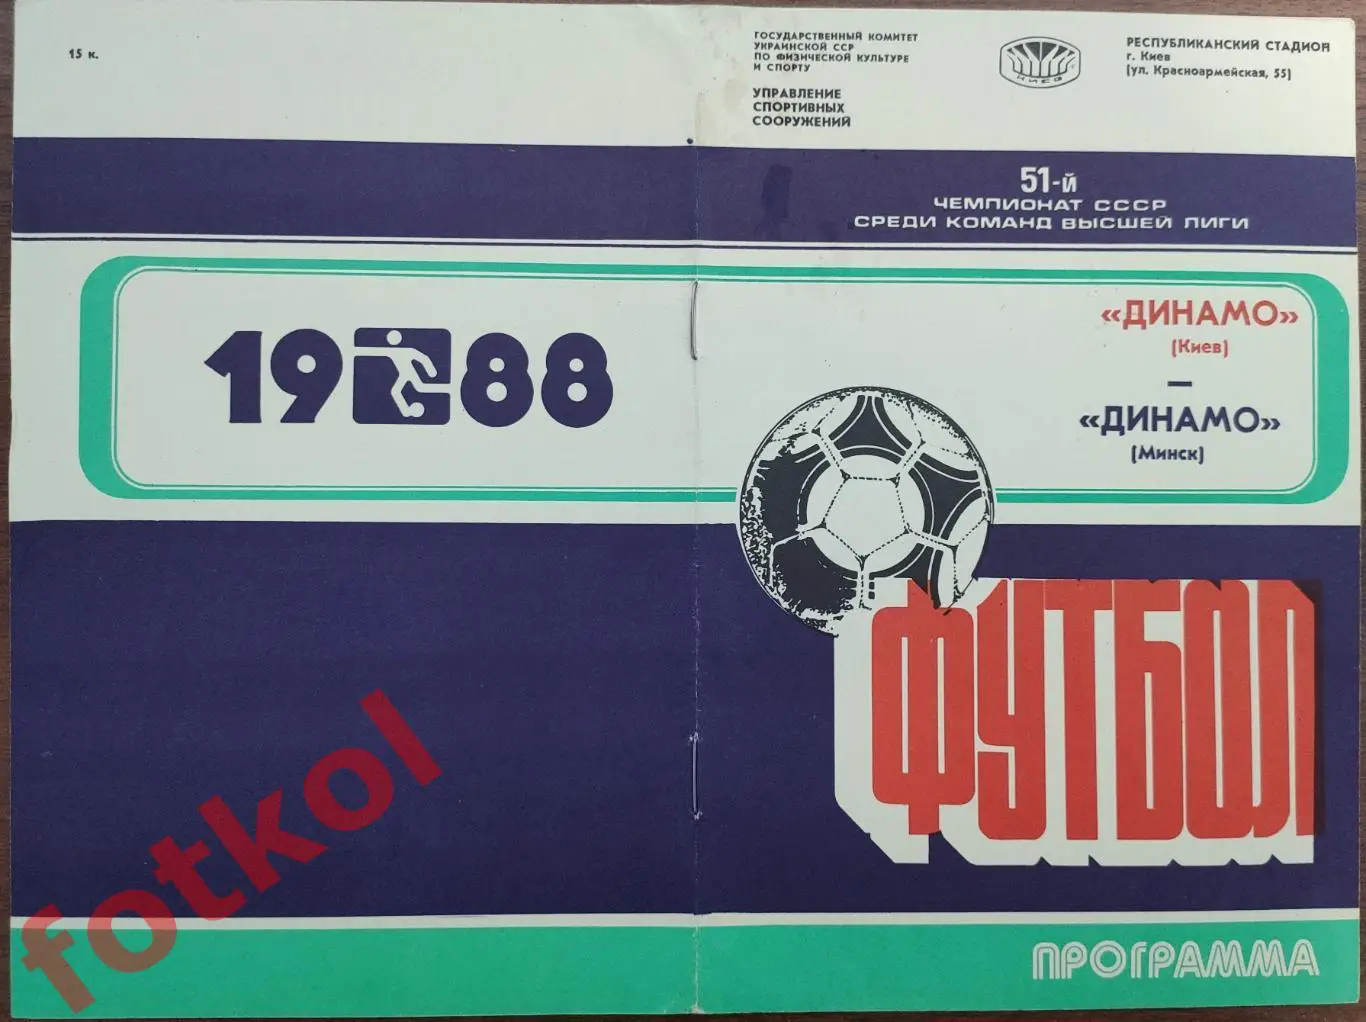 15 к.
ГОСУДАРСТВЕННЫЙ КОМИТЕТ
УКРАИНСКОЙ ССР
ПО ФИЗИЧЕСКОЙ КУЛЬТУРЕ
И СПОРТУ
УПРАВЛЕНИЕ
СПОРТИВНЫХ
СООРУЖЕНИЙ
КИЕВ
РЕСПУБЛИКАНСКИЙ СТАДИОН
г. Киев
(ул. Красноармейская, 55)
51-й
ЧЕМПИОНАТ СССР
СРЕДИ КОМАНД ВЫСШЕЙ ЛИГИ
1988
«ДИНАМО»
(Киев)
—
«ДИНАМО»
(Минск)
ФУТБОЛ
ПРОГРАММА
fotkol